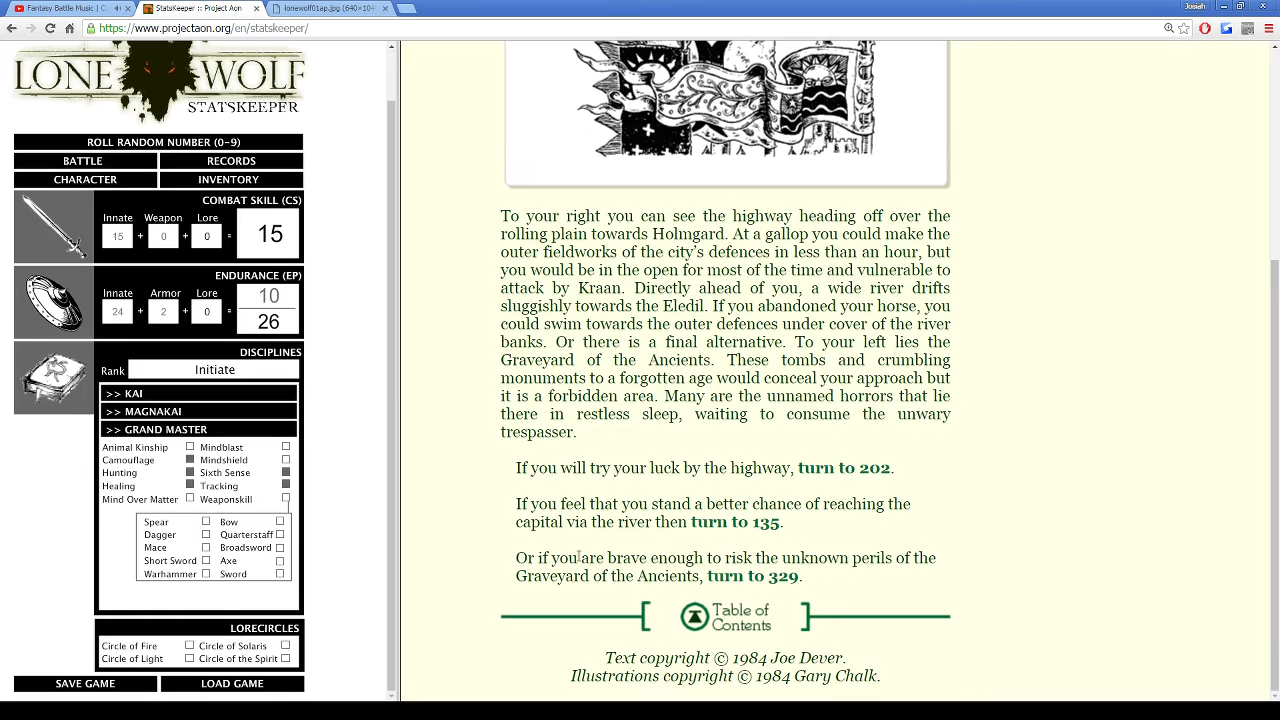 Fantasy Battle Music | C
StatsKeeper :: Project Aon
lonewolf01ap.jpg (640×104
Josiah
https://www.projectaon.org/en/statskeeper/
LONE WOLF
STATSKEEPER
ROLL RANDOM NUMBER (0-9)
BATTLE RECORDS
CHARACTER INVENTORY
COMBAT SKILL (CS)
Innate Weapon Lore
15 + 0 + 0 = 15
ENDURANCE (EP)
Innate Armor Lore
10
24 + 2 + 0 =
26
DISCIPLINES
Rank Initiate
>> KAI
>> MAGNAKAI
>> GRAND MASTER
Animal Kinship Mindblast
Camouflage Mindshield
Hunting Sixth Sense
Healing Tracking
Mind Over Matter Weaponskill
Spear Bow
Dagger Quarterstaff
Mace Broadsword
Short Sword Axe
Warhammer Sword
LORECIRCLES
Circle of Fire Circle of Solaris
Circle of Light Circle of the Spirit
SAVE GAME LOAD GAME
To your right you can see the highway heading off over the
rolling plain towards Holmgard. At a gallop you could make the
outer fieldworks of the city's defences in less than an hour, but
you would be in the open for most of the time and vulnerable to
attack by Kraan. Directly ahead of you, a wide river drifts
sluggishly towards the Eledil. If you abandoned your horse, you
could swim towards the outer defences under cover of the river
banks. Or there is a final alternative. To your left lies the
Graveyard of the Ancients. These tombs and crumbling
monuments to a forgotten age would conceal your approach but
it is a forbidden area. Many are the unnamed horrors that lie
there in restless sleep, waiting to consume the unwary
trespasser.
If you will try your luck by the highway, turn to 202.
If you feel that you stand a better chance of reaching the
capital via the river then turn to 135.
Or if you are brave enough to risk the unknown perils of the
Graveyard of the Ancients, turn to 329.
Table of
Contents
Text copyright © 1984 Joe Dever.
Illustrations copyright © 1984 Gary Chalk.